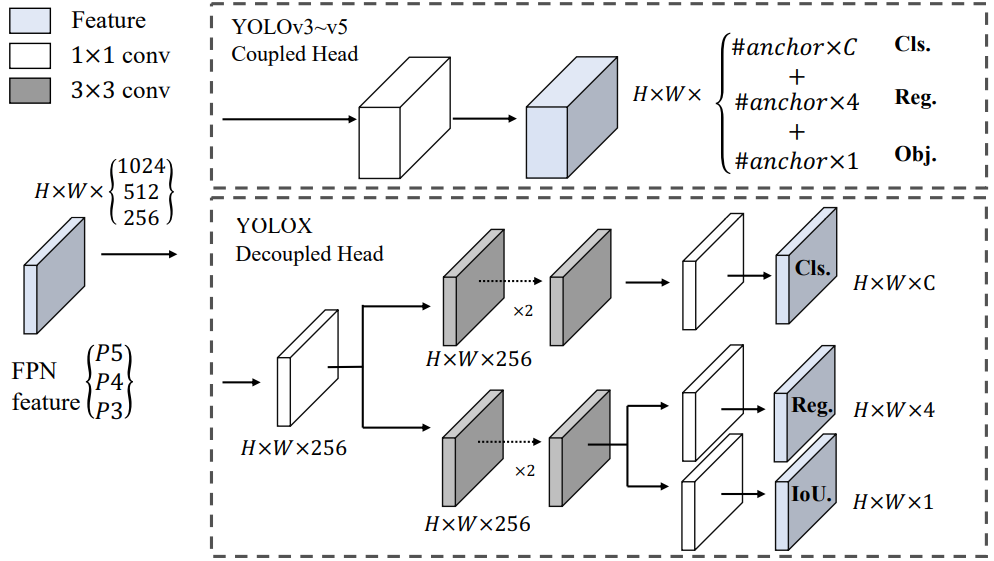 Feature
1×1 conv
3×3 conv
H×W×
1024
512
256
FPN
feature
P5
P4
P3
YOLOv3~v5
Coupled Head
H×W×
#anchor×C
Cls.
+
#anchor×4
Reg.
+
#anchor×1
Obj.
YOLOX
Decoupled Head
H×W×256
×2
H×W×256
Cls.
H×W×C
×2
H×W×256
Reg.
H×W×4
IoU.
H×W×1